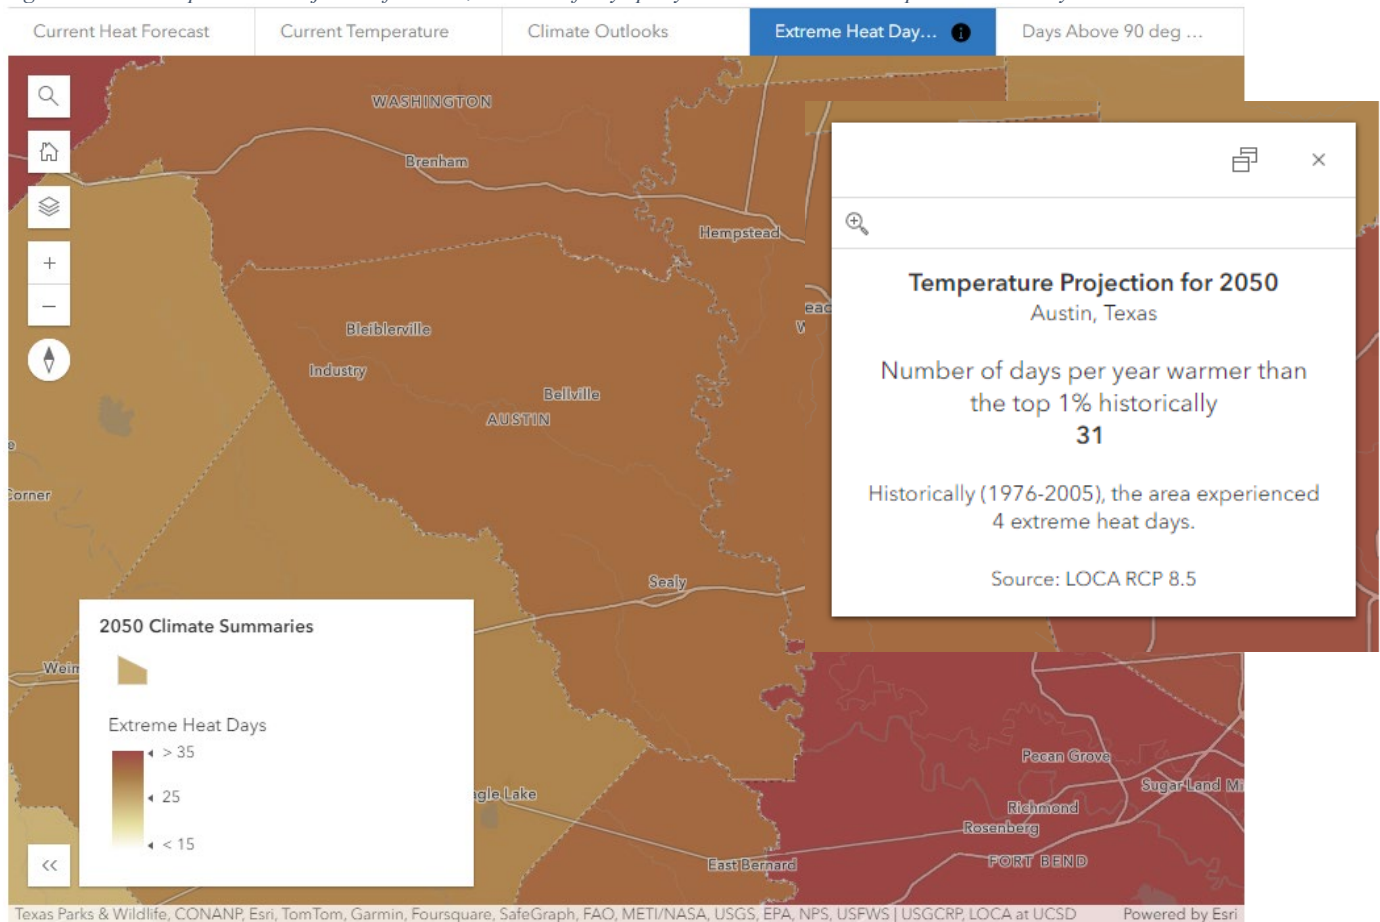 Current Heat Forecast
Current Temperature
Climate Outlooks
Extreme Heat Day...
Days Above 90 deg ...
WASHINGTON
Brenham
Hempstead
Bleiblerville
Industry
Bellville
AUSTIN
Sealy
Eagle Lake
East Bernard
Pecan Grove
Sugar Land
Richmond
Rosenberg
FORT BEND
Temperature Projection for 2050
Austin, Texas
Number of days per year warmer than
the top 1% historically
31
Historically (1976-2005), the area experienced
4 extreme heat days.
Source: LOCA RCP 8.5
2050 Climate Summaries
Extreme Heat Days
> 35
25
< 15
Texas Parks & Wildlife, CONANP, Esri, TomTom, Garmin, Foursquare, SafeGraph, FAO, METI/NASA, USGS, EPA, NPS, USFWS | USGCRP, LOCA at UCSD
Powered by Esri